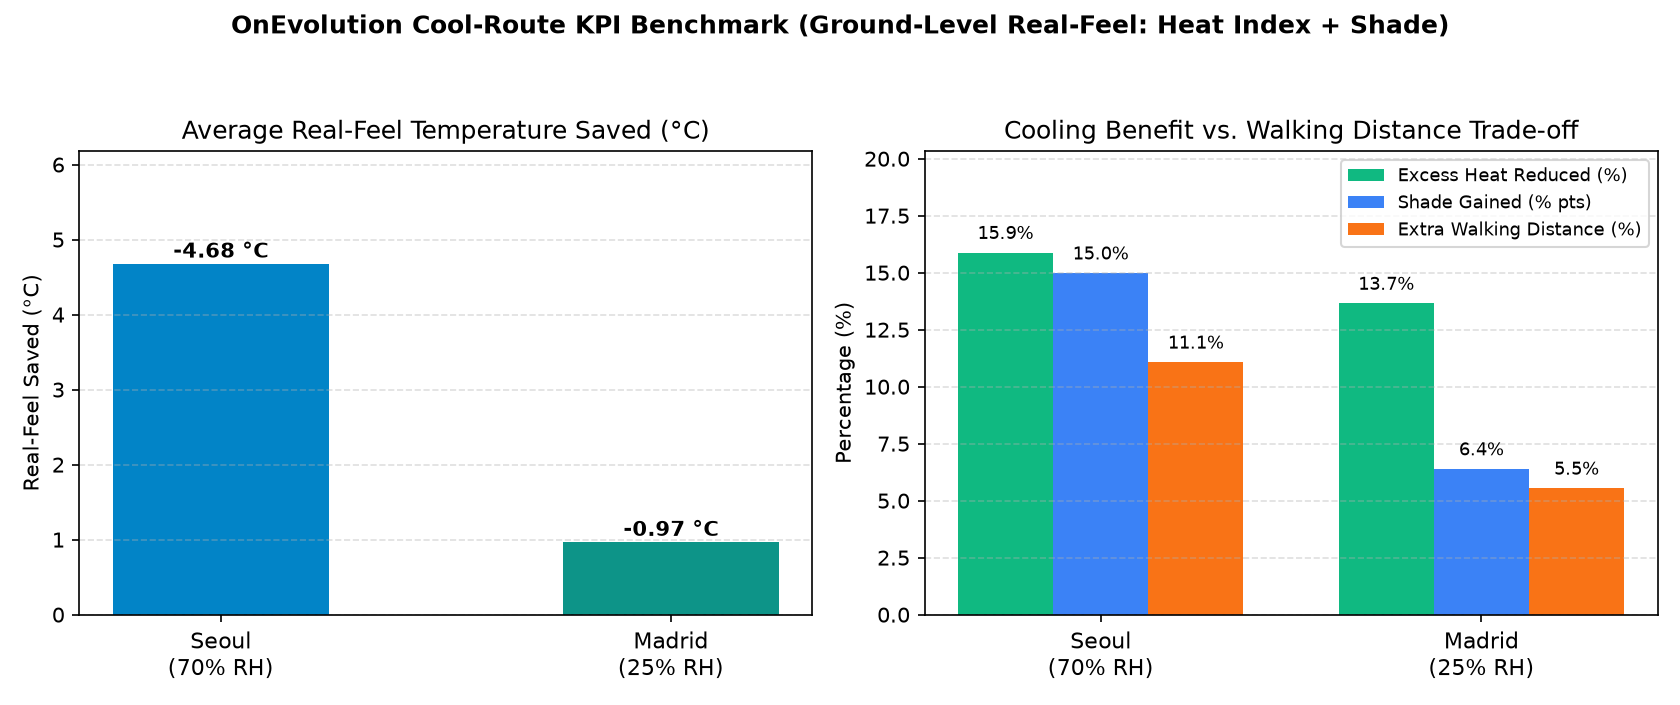 OnEvolution Cool-Route KPI Benchmark (Ground-Level Real-Feel: Heat Index + Shade)
Average Real-Feel Temperature Saved (°C)
Real-Feel Saved (°C)
6
5
4
3
2
1
0
-4.68 °C
-0.97 °C
Seoul
(70% RH)
Madrid
(25% RH)
Cooling Benefit vs. Walking Distance Trade-off
Percentage (%)
20.0
17.5
15.0
12.5
10.0
7.5
5.0
2.5
0.0
Excess Heat Reduced (%)
Shade Gained (% pts)
Extra Walking Distance (%)
15.9%
15.0%
11.1%
13.7%
6.4%
5.5%
Seoul
(70% RH)
Madrid
(25% RH)